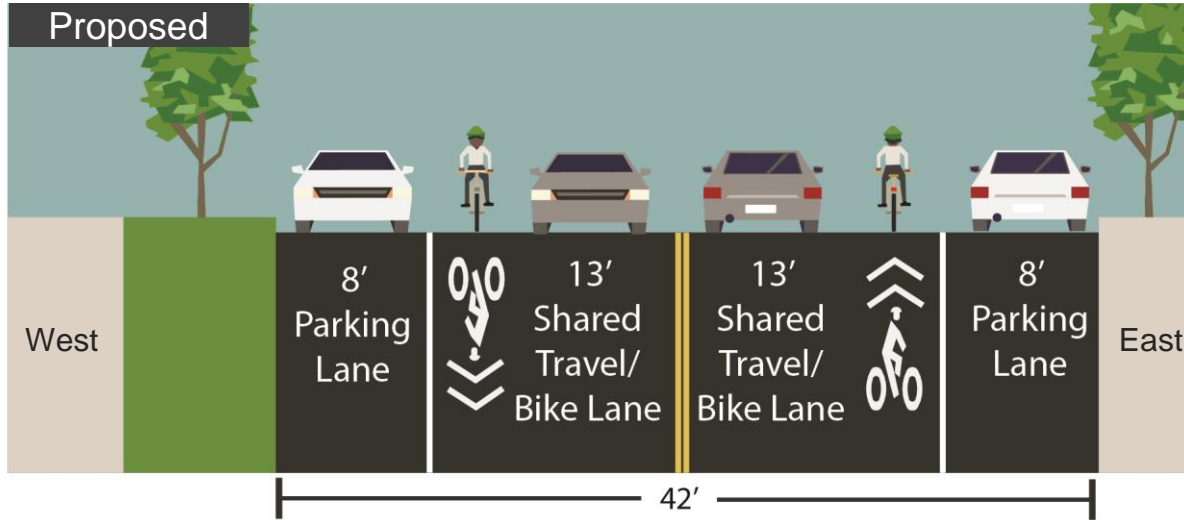 Proposed
West
8’
Parking
Lane
13’
Shared
Travel/
Bike Lane
13’
Shared
Travel/
Bike Lane
8’
Parking
Lane
East
42’